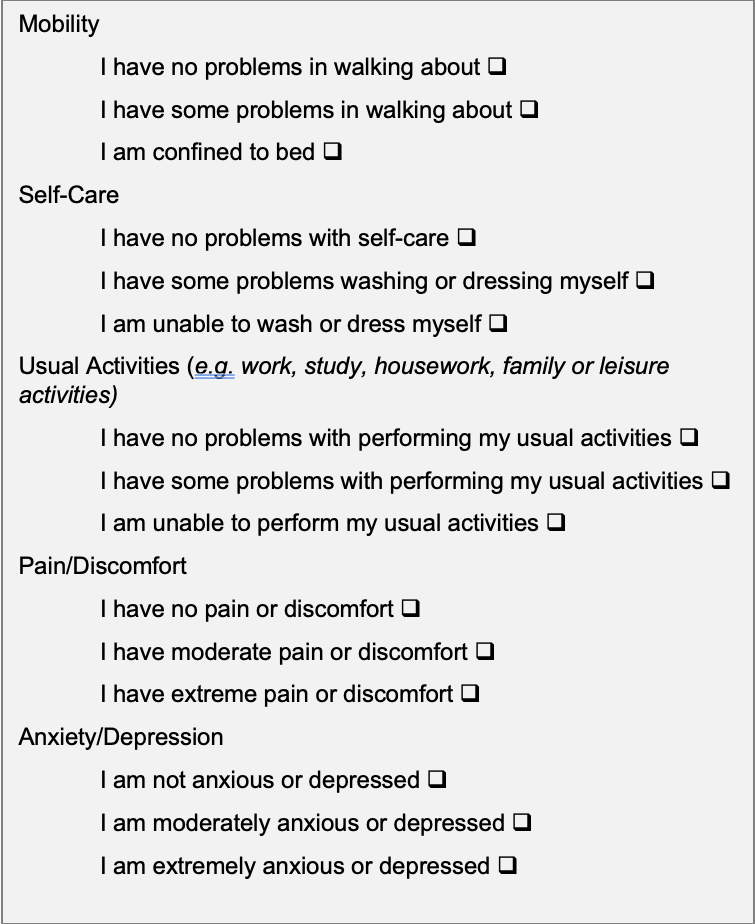 Mobility
I have no problems in walking about ❑
I have some problems in walking about ❑
I am confined to bed ❑
Self-Care
I have no problems with self-care ❑
I have some problems washing or dressing myself ❑
I am unable to wash or dress myself ❑
Usual Activities (e.g. work, study, housework, family or leisure
activities)
I have no problems with performing my usual activities ❑
I have some problems with performing my usual activities ❑
I am unable to perform my usual activities ❑
Pain/Discomfort
I have no pain or discomfort ❑
I have moderate pain or discomfort ❑
I have extreme pain or discomfort ❑
Anxiety/Depression
I am not anxious or depressed ❑
I am moderately anxious or depressed ❑
I am extremely anxious or depressed ❑